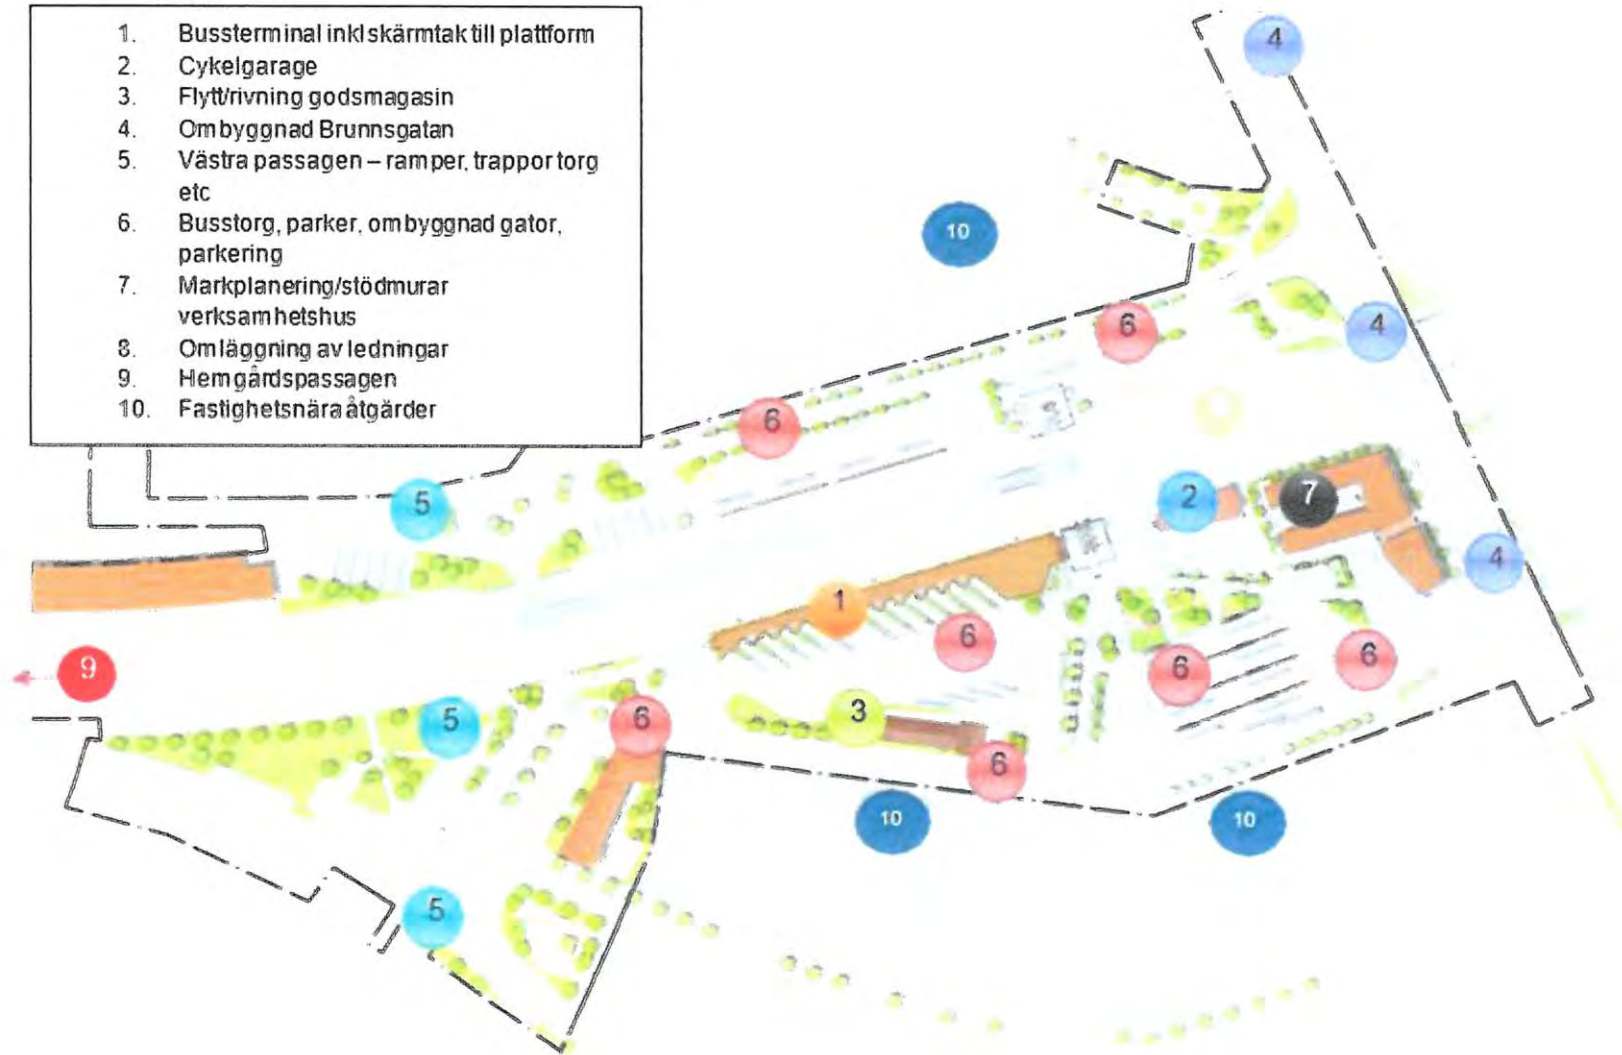 1. Bussterminal inkl skärmtak till plattform
2. Cykelgarage
3. Flytt/rivning godsmagasin
4. Ombyggnad Brunnsgatan
5. Västra passagen – ramper, trappor torg
etc
6. Busstorg, parker, ombyggnad gator,
parkering
7. Markplanering/stödmurar
verksamhetshus
8. Omläggning av ledningar
9. Hemgårdspassagen
10. Fastighetsnära åtgärder
4
10
6
4
6
5
2
7
4
1
6
6
6
9
5
6
3
6
10
10
5